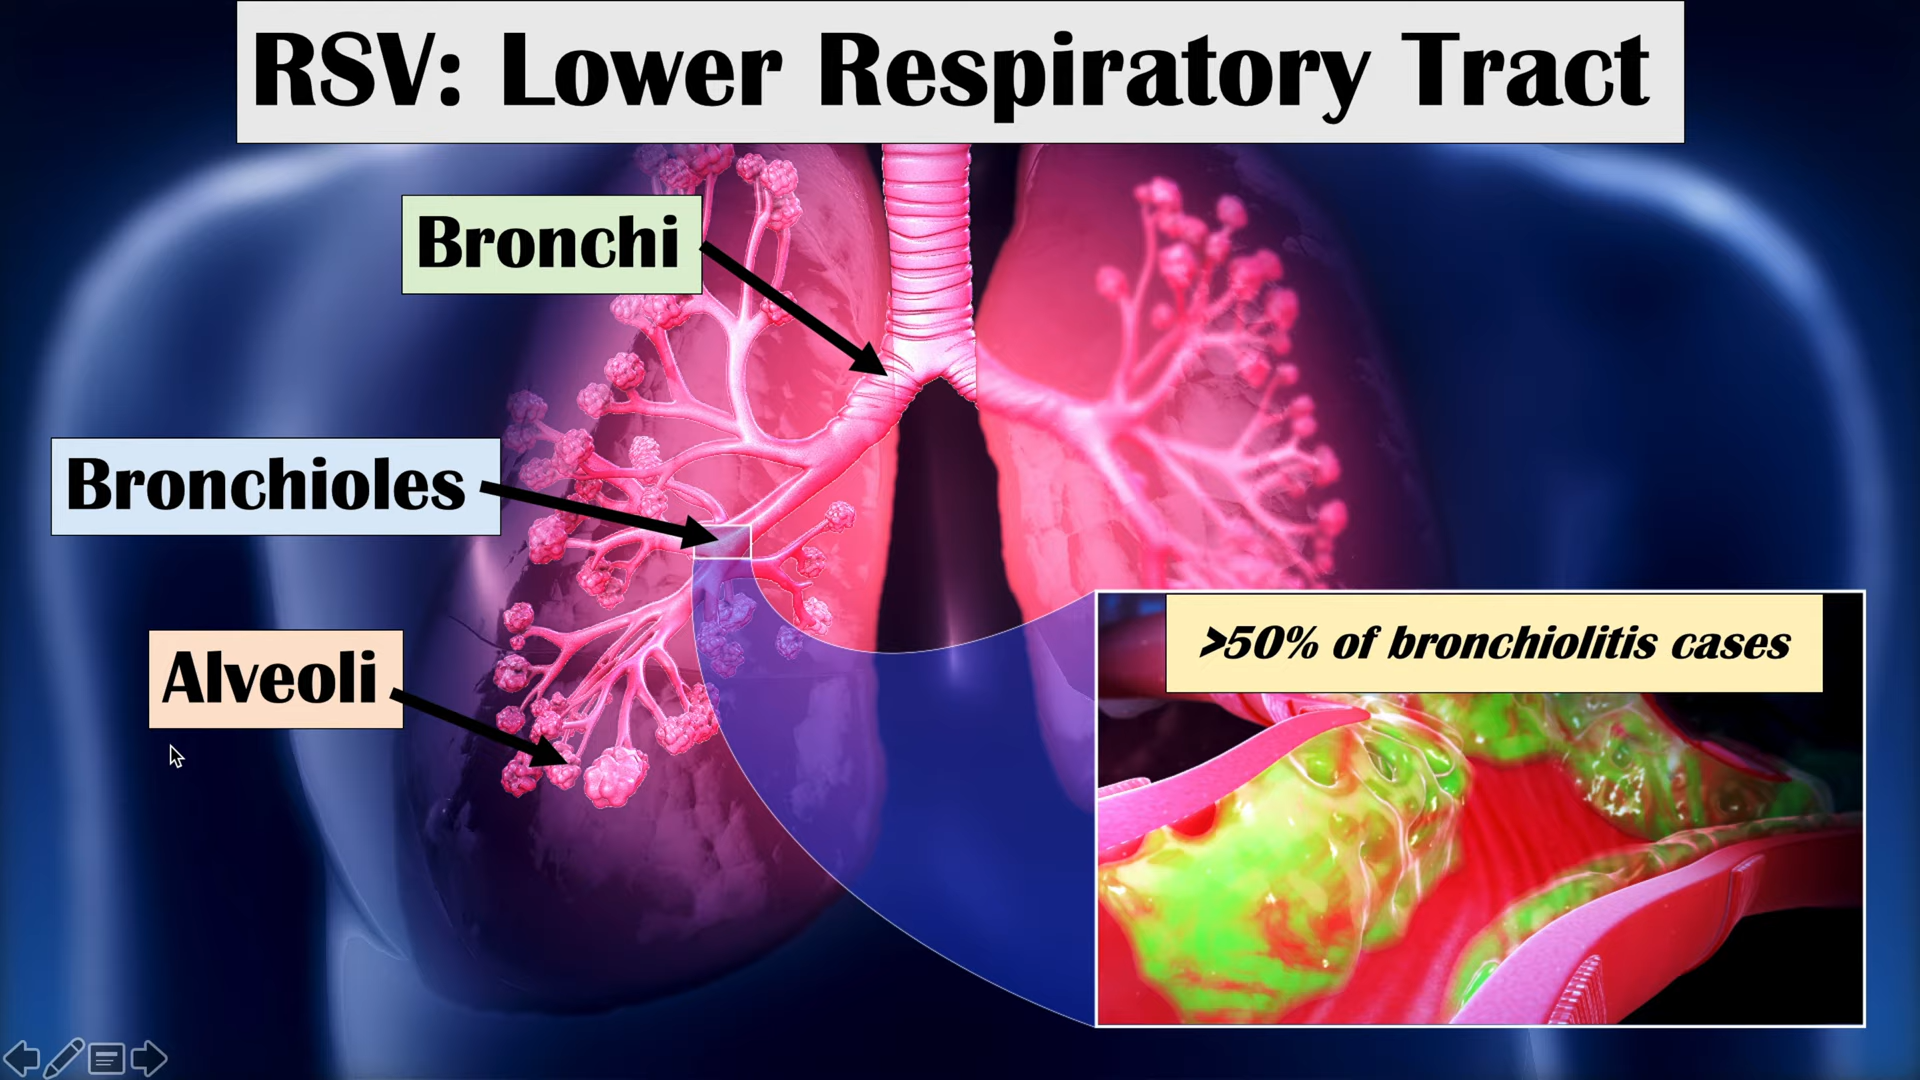 RSV: Lower Respiratory Tract
Bronchi
Bronchioles
Alveoli
>50% of bronchiolitis cases